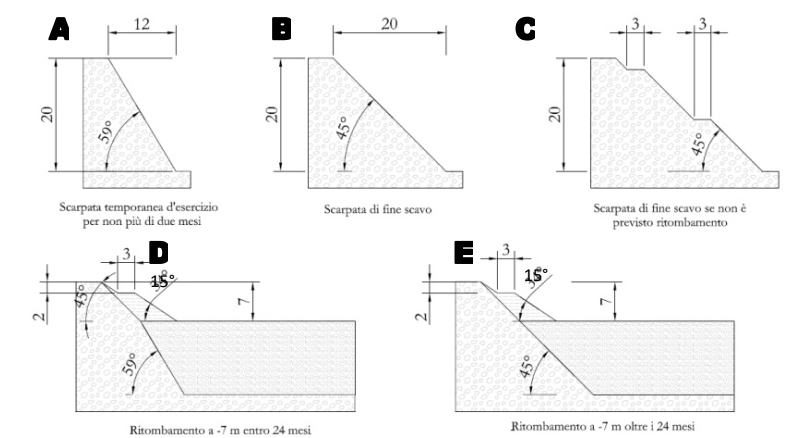 A
12
20
59°
Scarpata temporanea d'esercizio
per non più di due mesi
B
20
20
45°
Scarpata di fine scavo
C
3
3
20
45°
Scarpata di fine scavo se non è
previsto ritombamento
D
3
15°
45°
2
7
59°
Ritombamento a -7 m entro 24 mesi
E
3
15°
2
7
45°
Ritombamento a -7 m oltre i 24 mesi